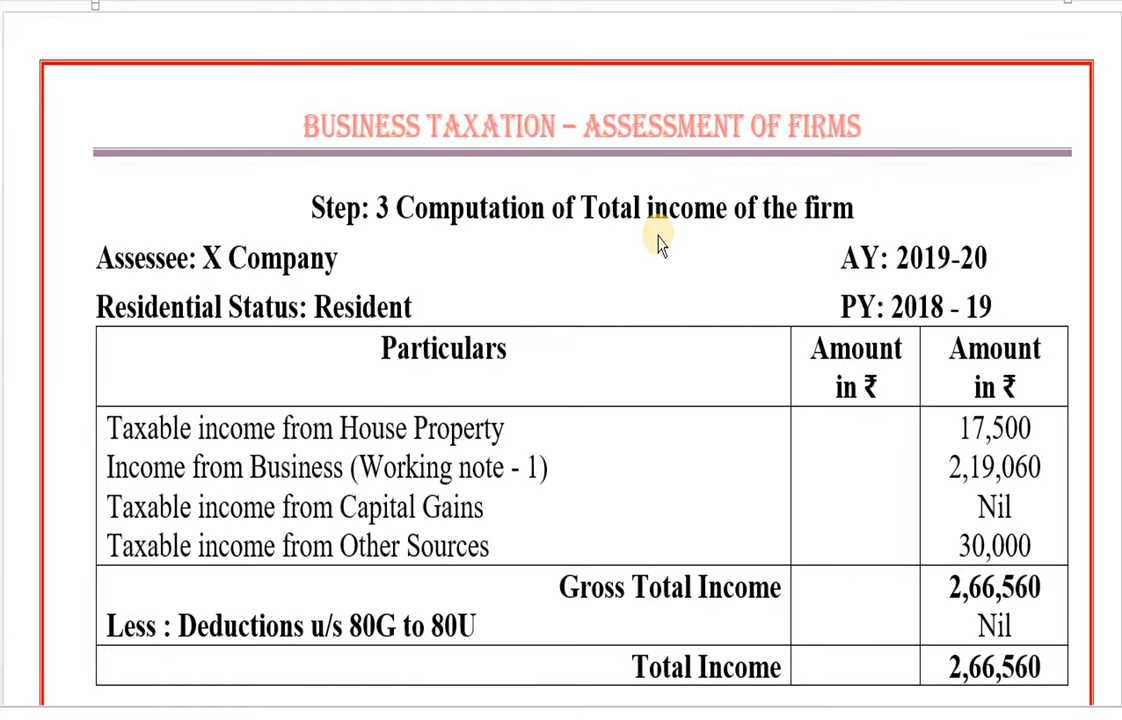 BUSINESS TAXATION – ASSESSMENT OF FIRMS
Step: 3 Computation of Total income of the firm
Assessee: X Company AY: 2019-20
Residential Status: Resident PY: 2018 - 19
Particulars Amount in ₹ Amount in ₹
Taxable income from House Property 17,500
Income from Business (Working note - 1) 2,19,060
Taxable income from Capital Gains Nil
Taxable income from Other Sources 30,000
Gross Total Income 2,66,560
Less : Deductions u/s 80G to 80U Nil
Total Income 2,66,560